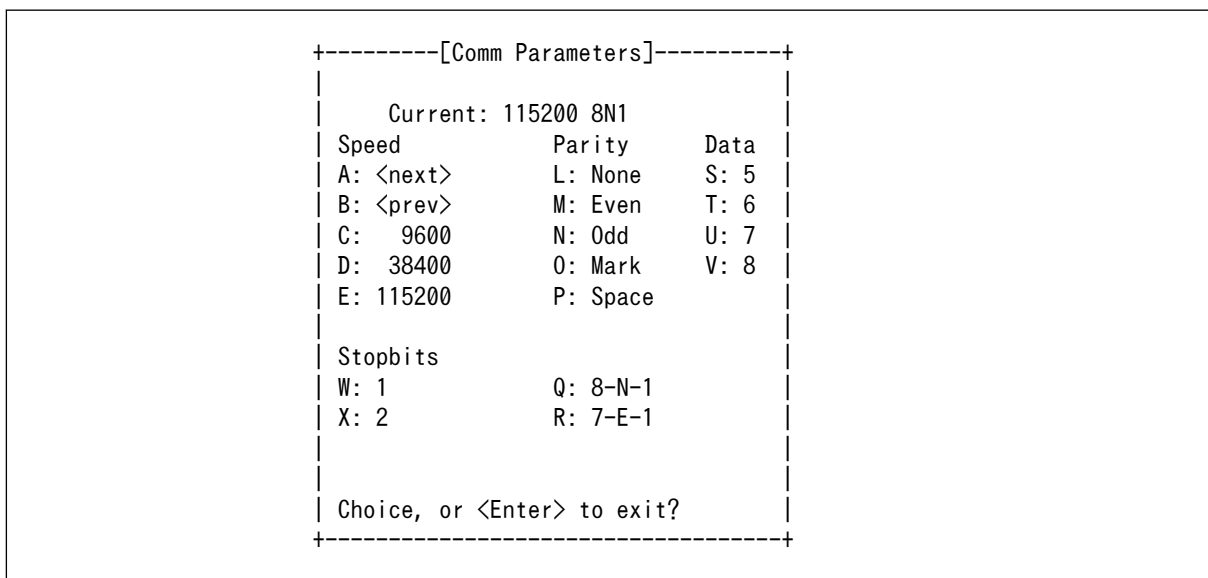 +---------[Comm Parameters]----------+
|                                    |
|     Current: 115200 8N1            |
| Speed            Parity      Data  |
| A: <next>        L: None     S: 5  |
| B: <prev>        M: Even     T: 6  |
| C:   9600        N: Odd      U: 7  |
| D:  38400        O: Mark     V: 8  |
| E: 115200        P: Space          |
|                                    |
| Stopbits                           |
| W: 1             Q: 8-N-1          |
| X: 2             R: 7-E-1          |
|                                    |
|                                    |
| Choice, or <Enter> to exit?        |
+------------------------------------+